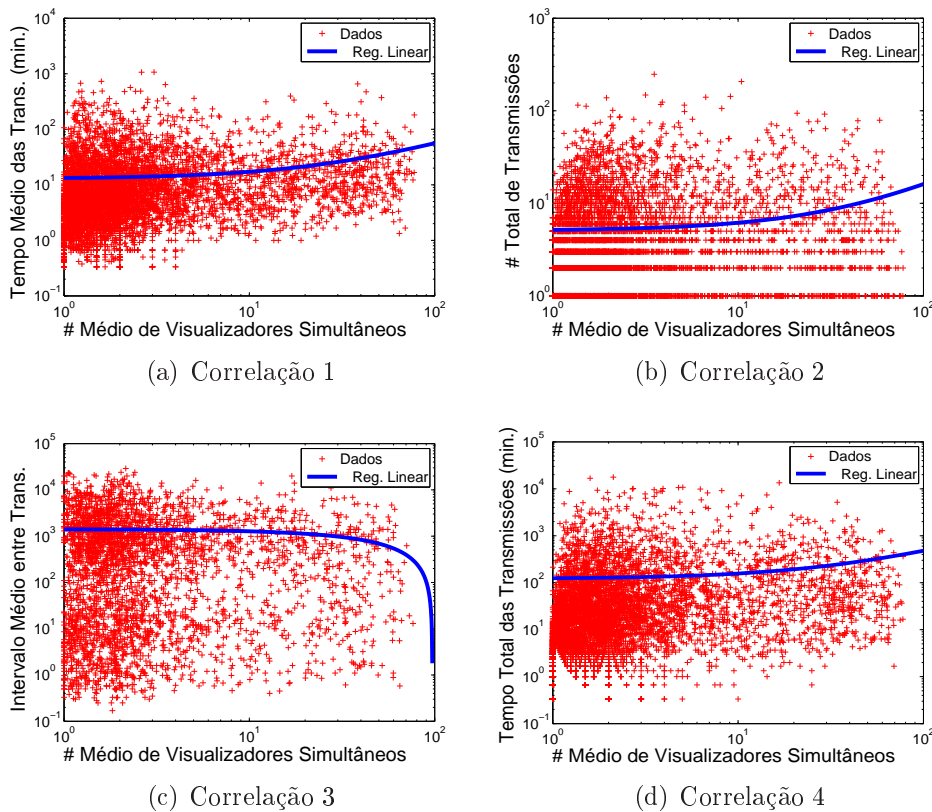 Tempo Médio das Trans. (min.)
10^4
10^3
10^2
10^1
10^0
10^-1
Dados
Reg. Linear
10^0
10^1
10^2
# Médio de Visualizadores Simultâneos
(a) Correlação 1
# Total de Transmissões
10^3
10^2
10^1
10^0
Dados
Reg. Linear
10^0
10^1
10^2
# Médio de Visualizadores Simultâneos
(b) Correlação 2
Intervalo Médio entre Trans.
10^5
10^4
10^3
10^2
10^1
10^0
10^-1
Dados
Reg. Linear
10^0
10^1
10^2
# Médio de Visualizadores Simultâneos
(c) Correlação 3
Tempo Total das Transmissões (min.)
10^5
10^4
10^3
10^2
10^1
10^0
10^-1
Dados
Reg. Linear
10^0
10^1
10^2
# Médio de Visualizadores Simultâneos
(d) Correlação 4